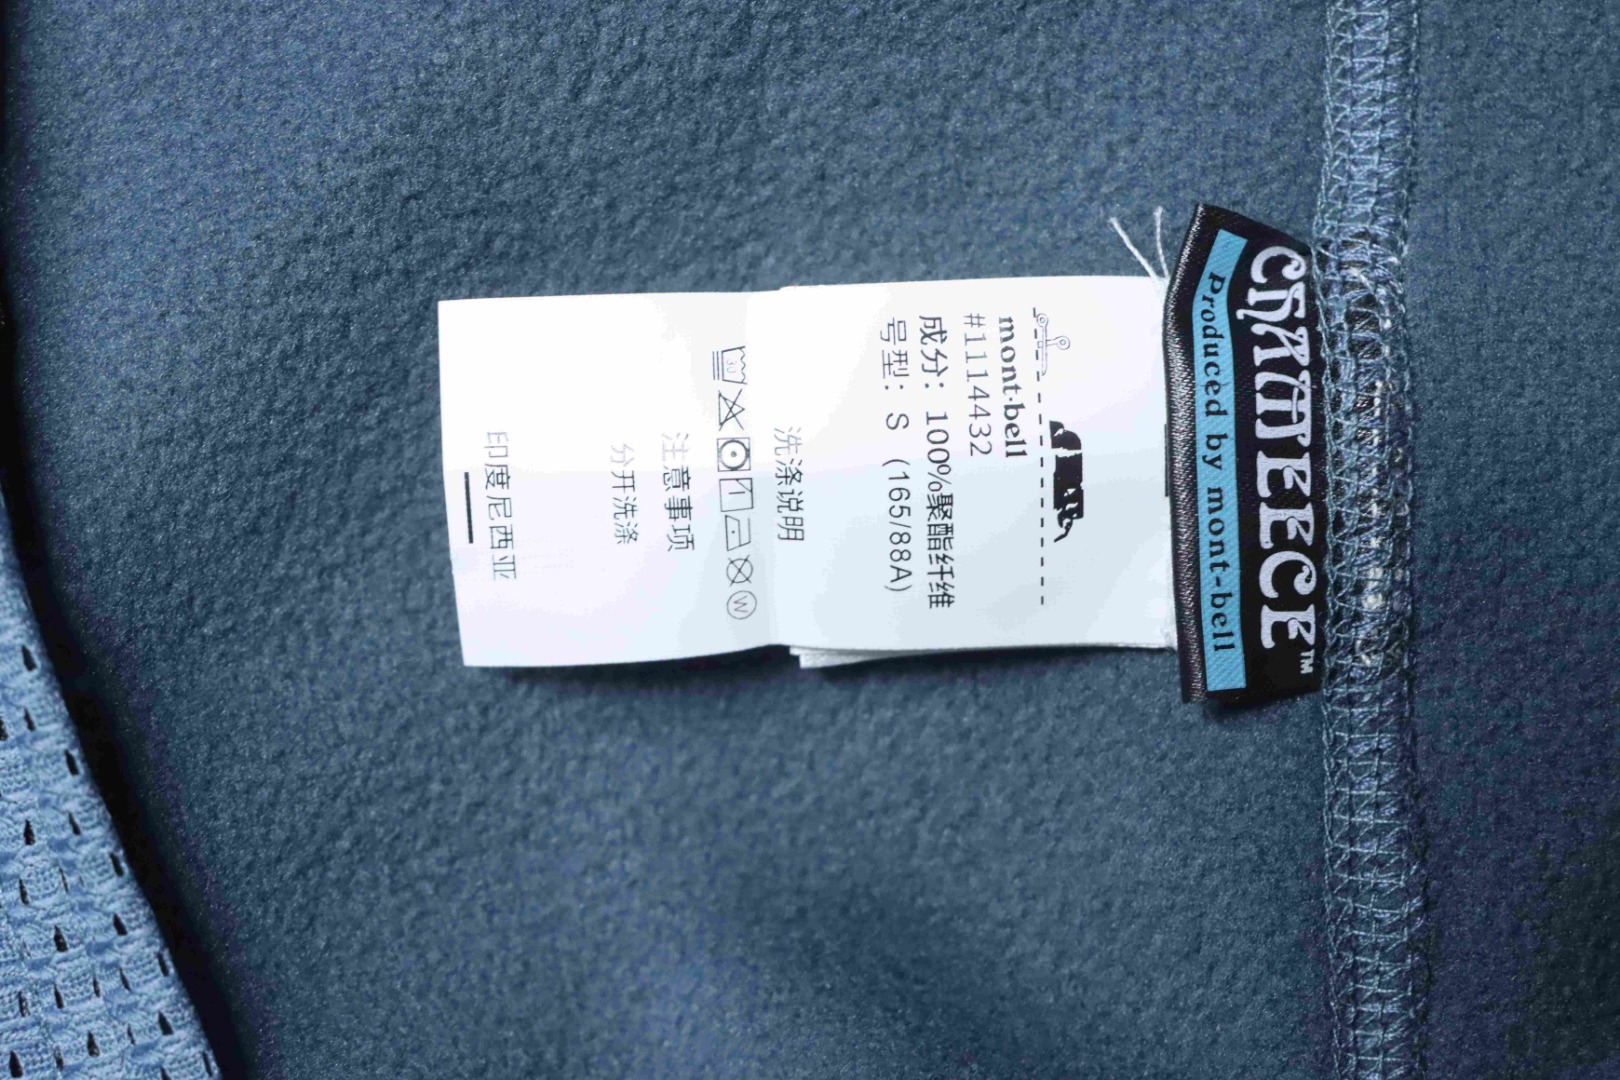 CHAMEECE™
Produced by mont-bell
mont·bell
#1114432
成分：100%聚酯纤维
号型：S (165/88A)
洗涤说明
30
W
注意事项
分开洗涤
印度尼西亚